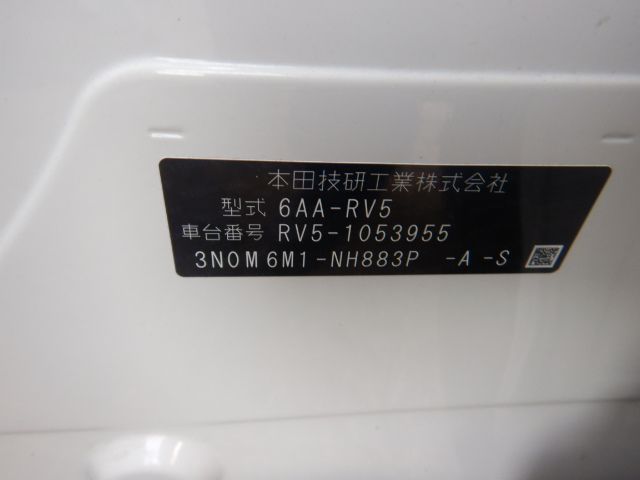 本田技研工業株式会社
型式 6AA-RV5
車台番号 RV5-1053955
3N0M6M1-NH883P -A -S